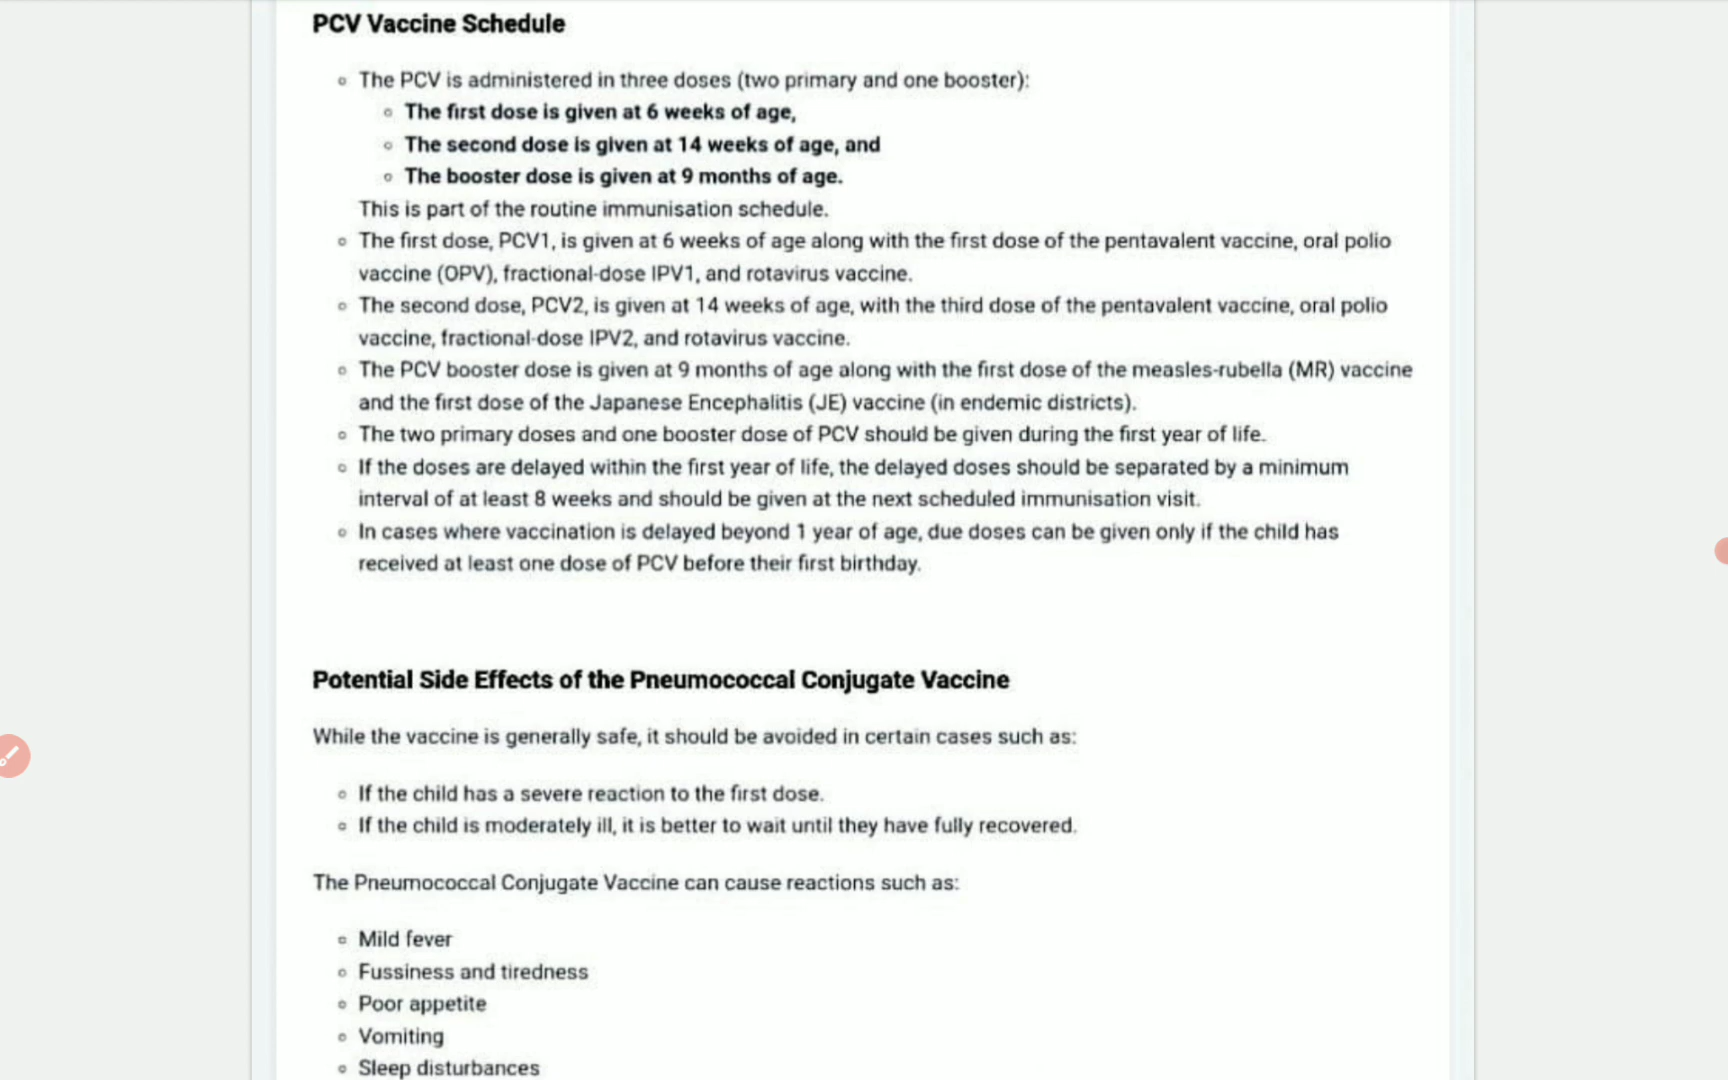 PCV Vaccine Schedule
The PCV is administered in three doses (two primary and one booster):
The first dose is given at 6 weeks of age,
The second dose is given at 14 weeks of age, and
The booster dose is given at 9 months of age.
This is part of the routine immunisation schedule.
The first dose, PCV1, is given at 6 weeks of age along with the first dose of the pentavalent vaccine, oral polio
vaccine (OPV), fractional-dose IPV1, and rotavirus vaccine.
The second dose, PCV2, is given at 14 weeks of age, with the third dose of the pentavalent vaccine, oral polio
vaccine, fractional-dose IPV2, and rotavirus vaccine.
The PCV booster dose is given at 9 months of age along with the first dose of the measles-rubella (MR) vaccine
and the first dose of the Japanese Encephalitis (JE) vaccine (in endemic districts).
The two primary doses and one booster dose of PCV should be given during the first year of life.
If the doses are delayed within the first year of life, the delayed doses should be separated by a minimum
interval of at least 8 weeks and should be given at the next scheduled immunisation visit.
In cases where vaccination is delayed beyond 1 year of age, due doses can be given only if the child has
received at least one dose of PCV before their first birthday.
Potential Side Effects of the Pneumococcal Conjugate Vaccine
While the vaccine is generally safe, it should be avoided in certain cases such as:
If the child has a severe reaction to the first dose.
If the child is moderately ill, it is better to wait until they have fully recovered.
The Pneumococcal Conjugate Vaccine can cause reactions such as:
Mild fever
Fussiness and tiredness
Poor appetite
Vomiting
Sleep disturbances